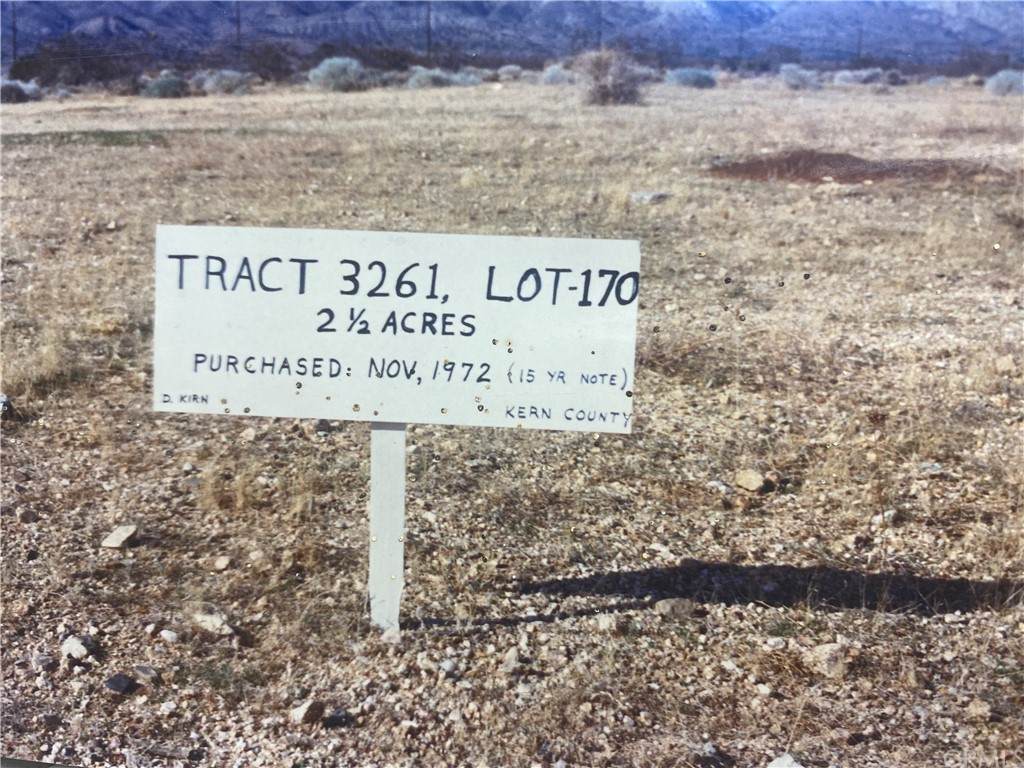 TRACT 3261, LOT-170
2 ½ ACRES
PURCHASED: NOV, 1972 (15 YR NOTE)
D. KIRN
KERN COUNTY